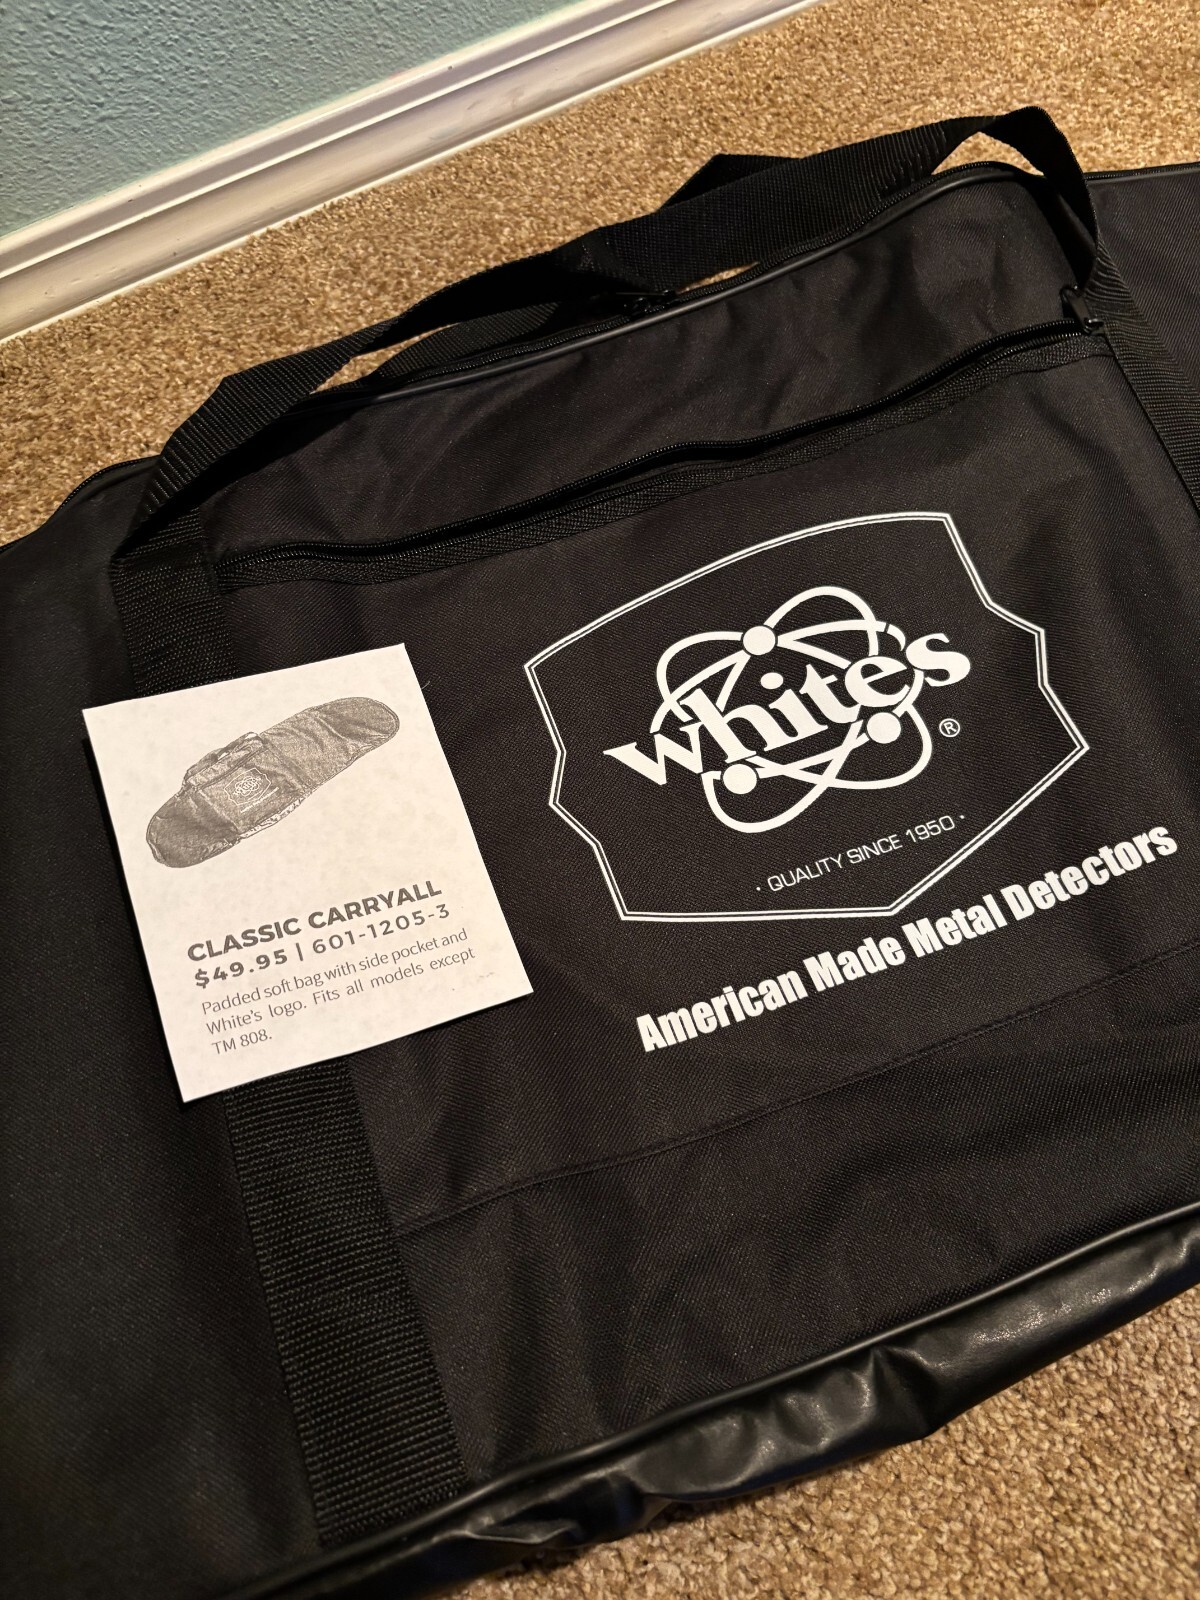 white's ®
· QUALITY SINCE 1950 ·
American Made Metal Detectors
CLASSIC CARRYALL
$49.95 | 601-1205-3
Padded soft bag with side pocket and
White's logo. Fits all models except
TM 808.